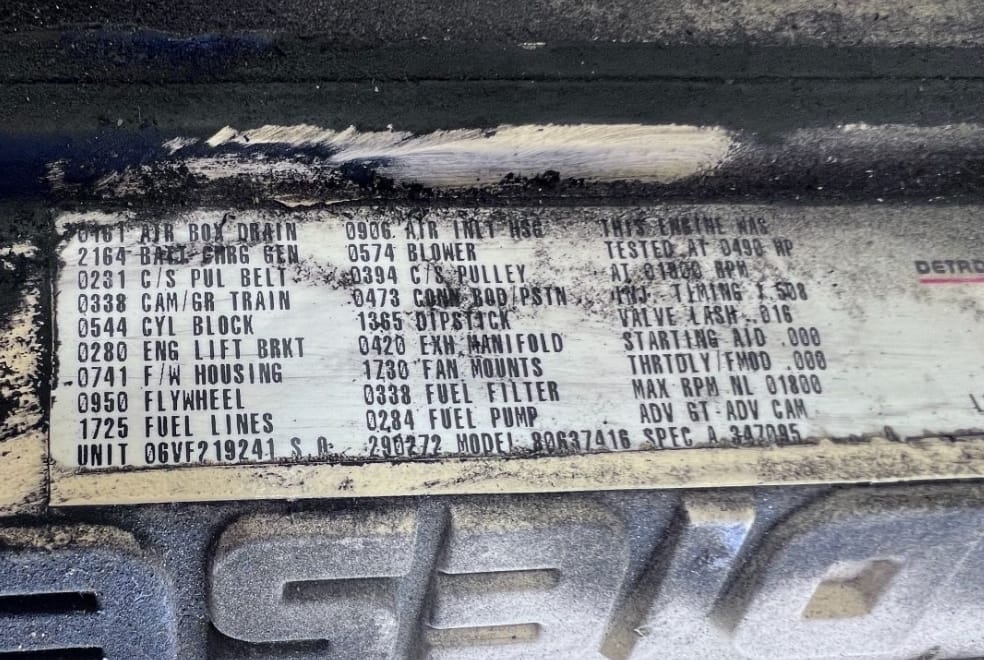 0161 AIR BOX DRAIN 0906 AIR INLT HSG THIS ENGINE WAS
2164 BATT CHRG GEN 0574 BLOWER TESTED AT 0490 HP
0231 C/S PUL BELT 0394 C/S PULLEY AT 01800 RPM
0338 CAM/GR TRAIN 0473 CONN ROD/PSTN INJ. TIMING 1.508
0544 CYL BLOCK 1365 DIPSTICK VALVE LASH .016
0280 ENG LIFT BRKT 0420 EXH MANIFOLD STARTING AID .000
0741 F/W HOUSING 1730 FAN MOUNTS THRTDLY/FMOD .000
0950 FLYWHEEL 0338 FUEL FILTER MAX RPM NL 01800
1725 FUEL LINES 0284 FUEL PUMP ADV GT-ADV CAM
UNIT 06VF219241 S.O. 290272 MODEL 80637416 SPEC A 347095
DETRO